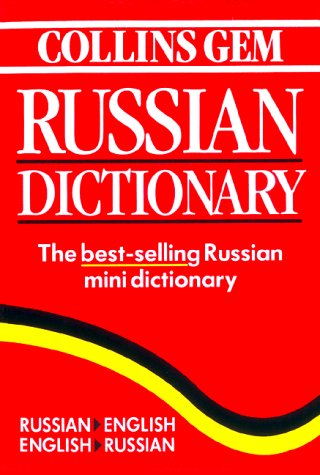 COLLINS GEM
RUSSIAN
DICTIONARY
The best-selling Russian
mini dictionary
RUSSIAN ▶ ENGLISH
ENGLISH ▶ RUSSIAN